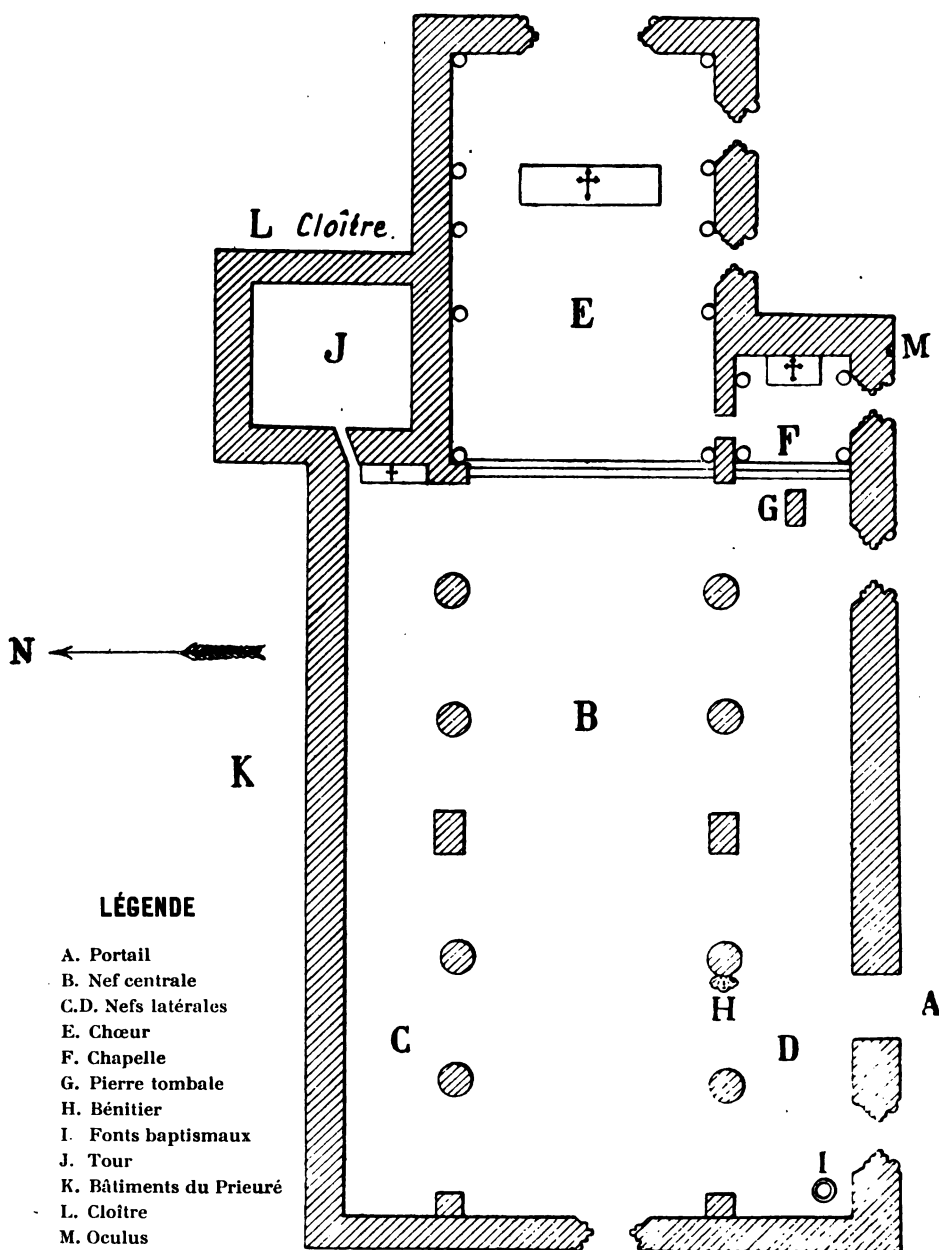 L Cloître.
J
E
M
F
G
N
B
K
H
A
C
D
I
LÉGENDE
A. Portail
B. Nef centrale
C.D. Nefs latérales
E. Chœur
F. Chapelle
G. Pierre tombale
H. Bénitier
I. Fonts baptismaux
J. Tour
K. Bâtiments du Prieuré
L. Cloître
M. Oculus